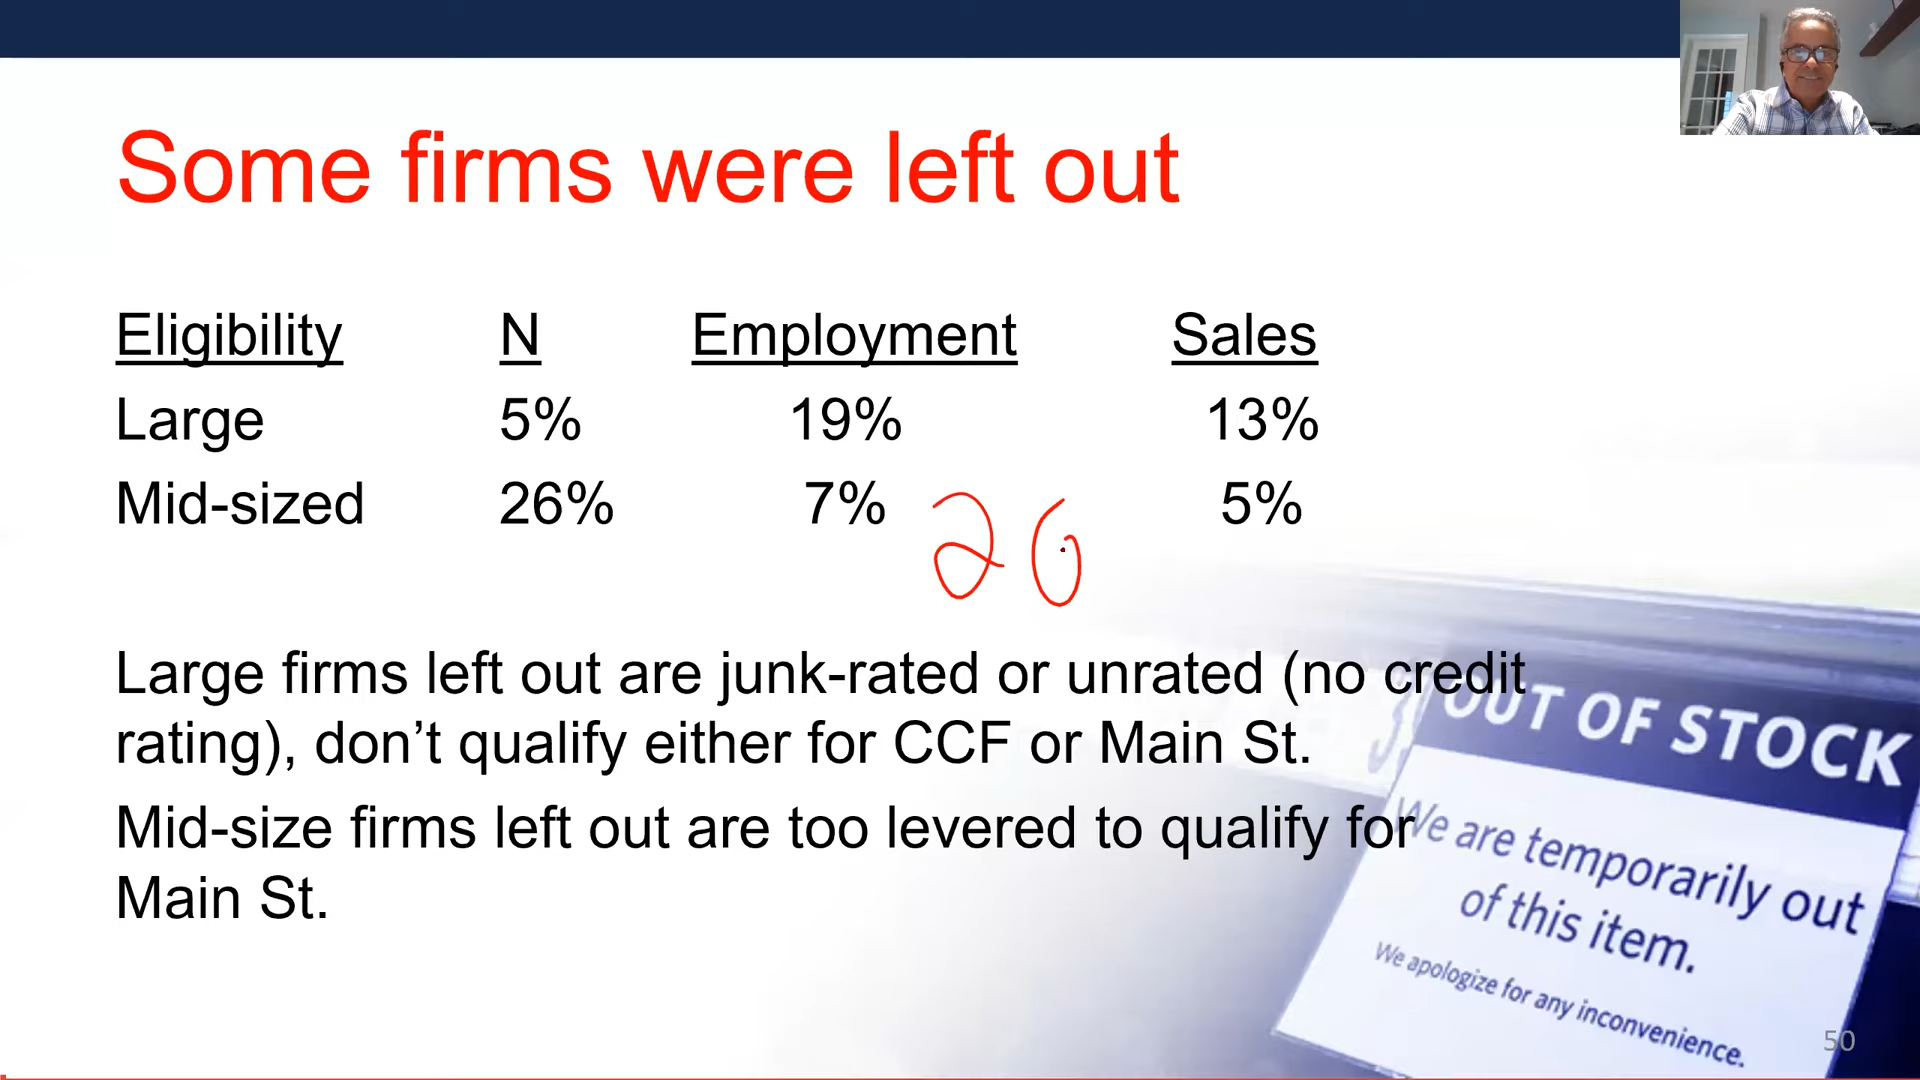 Some firms were left out
Eligibility N Employment Sales
Large 5% 19% 13%
Mid-sized 26% 7% 5%
26
Large firms left out are junk-rated or unrated (no credit
rating), don’t qualify either for CCF or Main St.
Mid-size firms left out are too levered to qualify for
Main St.
OUT OF STOCK
We are temporarily out
of this item.
We apologize for any inconvenience.
50